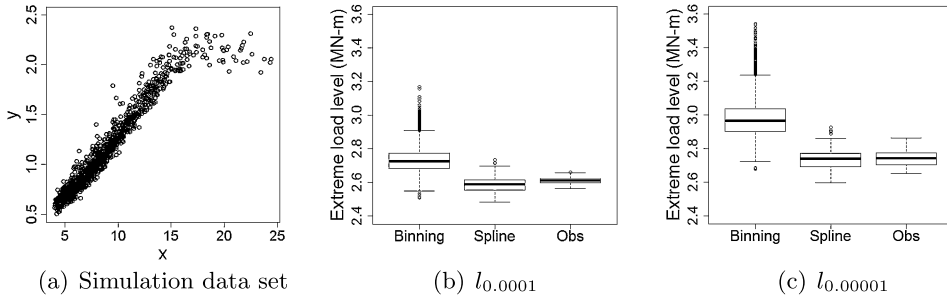 2.5
2.0
1.5
1.0
0.5
y
5
10
15
20
25
x
(a) Simulation data set
Extreme load level (MN-m)
3.6
3.4
3.2
3.0
2.8
2.6
2.4
Binning
Spline
Obs
(b) l0.0001
Extreme load level (MN-m)
3.6
3.4
3.2
3.0
2.8
2.6
2.4
Binning
Spline
Obs
(c) l0.00001